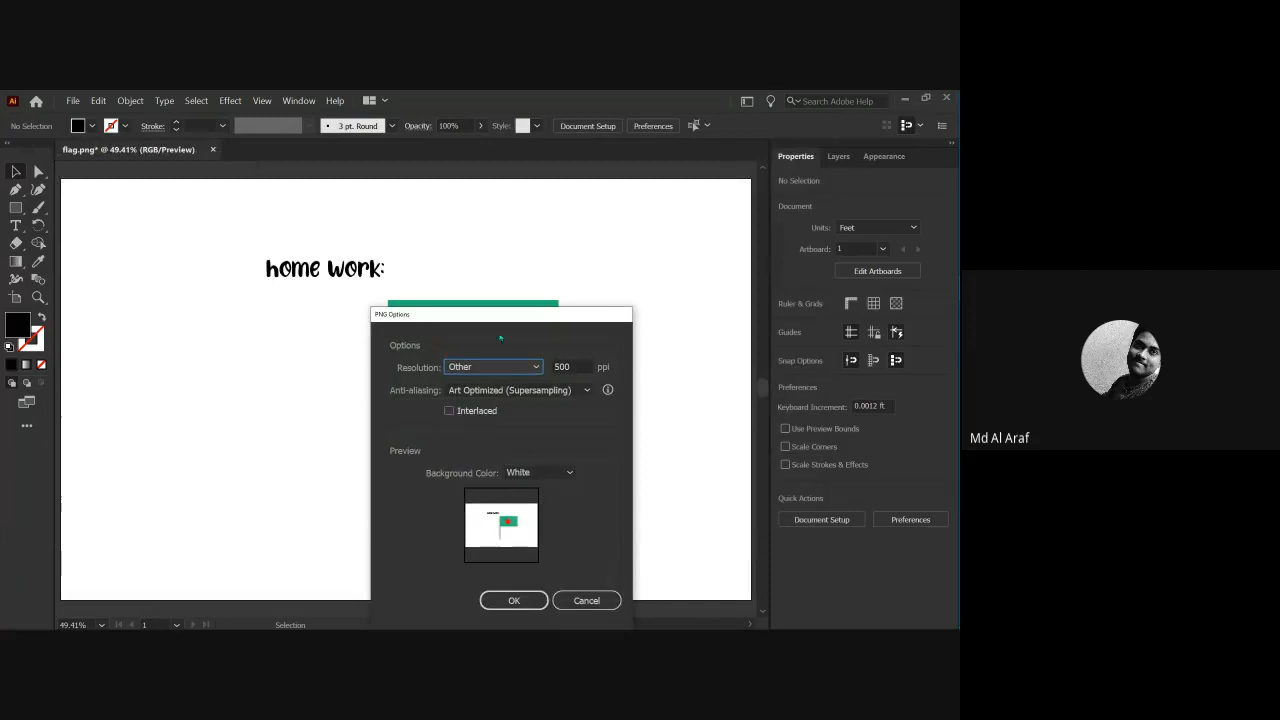 Ai File Edit Object Type Select Effect View Window Help Search Adobe Help
No Selection Stroke: 3 pt. Round Opacity: 100% Style: Document Setup Preferences
flag.png* @ 49.41% (RGB/Preview)
home work:
PNG Options
Options
Resolution: Other 500 ppi
Anti-aliasing: Art Optimized (Supersampling)
Interlaced
Preview
Background Color: White
OK Cancel
49.41% 1 Selection
Properties Layers Appearance
No Selection
Document
Units: Feet
Artboard: 1
Edit Artboards
Ruler & Grids
Guides
Snap Options
Preferences
Keyboard Increment: 0.0012 ft
Use Preview Bounds
Scale Corners
Scale Strokes & Effects
Quick Actions
Document Setup Preferences
Md Al Araf